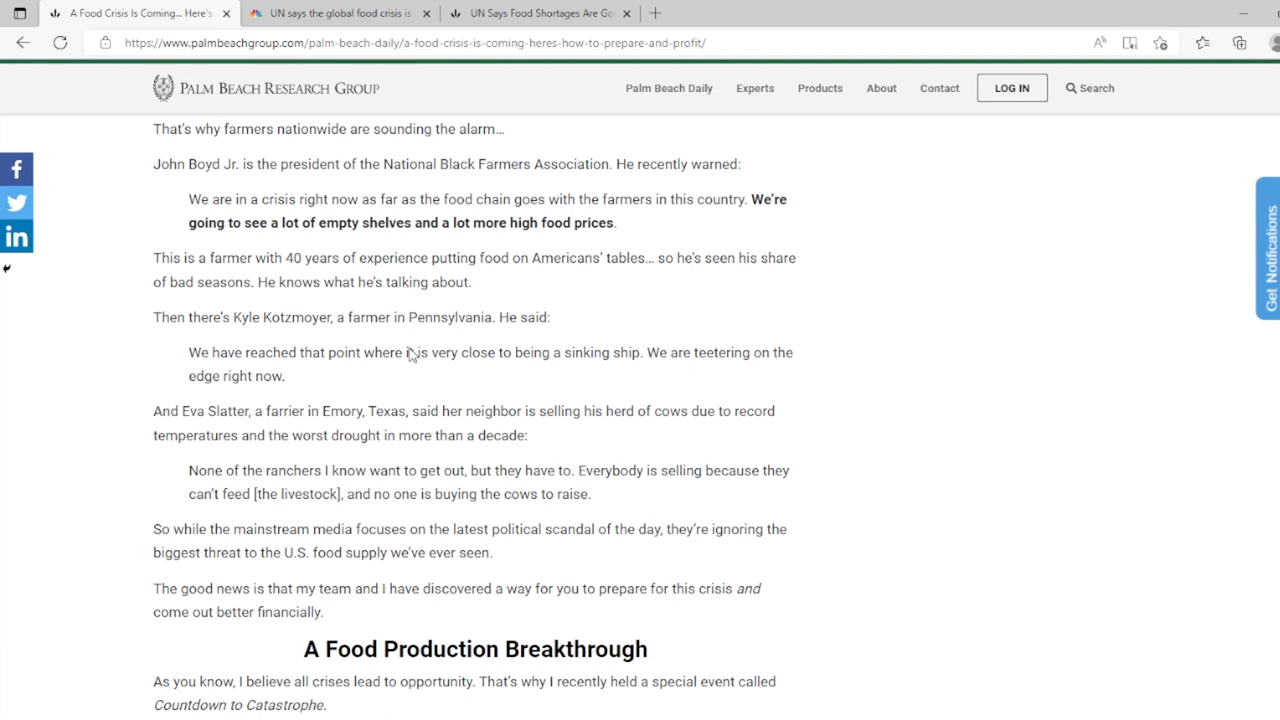 A Food Crisis Is Coming... Here's
UN says the global food crisis is
UN Says Food Shortages Are Go
https://www.palmbeachgroup.com/palm-beach-daily/a-food-crisis-is-coming-heres-how-to-prepare-and-profit/
PALM BEACH RESEARCH GROUP
Palm Beach Daily Experts Products About Contact LOG IN Search
That's why farmers nationwide are sounding the alarm…
John Boyd Jr. is the president of the National Black Farmers Association. He recently warned:
We are in a crisis right now as far as the food chain goes with the farmers in this country. We're
going to see a lot of empty shelves and a lot more high food prices.
This is a farmer with 40 years of experience putting food on Americans' tables… so he's seen his share
of bad seasons. He knows what he's talking about.
Then there's Kyle Kotzmoyer, a farmer in Pennsylvania. He said:
We have reached that point where it is very close to being a sinking ship. We are teetering on the
edge right now.
And Eva Slatter, a farrier in Emory, Texas, said her neighbor is selling his herd of cows due to record
temperatures and the worst drought in more than a decade:
None of the ranchers I know want to get out, but they have to. Everybody is selling because they
can't feed [the livestock], and no one is buying the cows to raise.
So while the mainstream media focuses on the latest political scandal of the day, they're ignoring the
biggest threat to the U.S. food supply we've ever seen.
The good news is that my team and I have discovered a way for you to prepare for this crisis and
come out better financially.
A Food Production Breakthrough
As you know, I believe all crises lead to opportunity. That's why I recently held a special event called
Countdown to Catastrophe.
Get Notifications